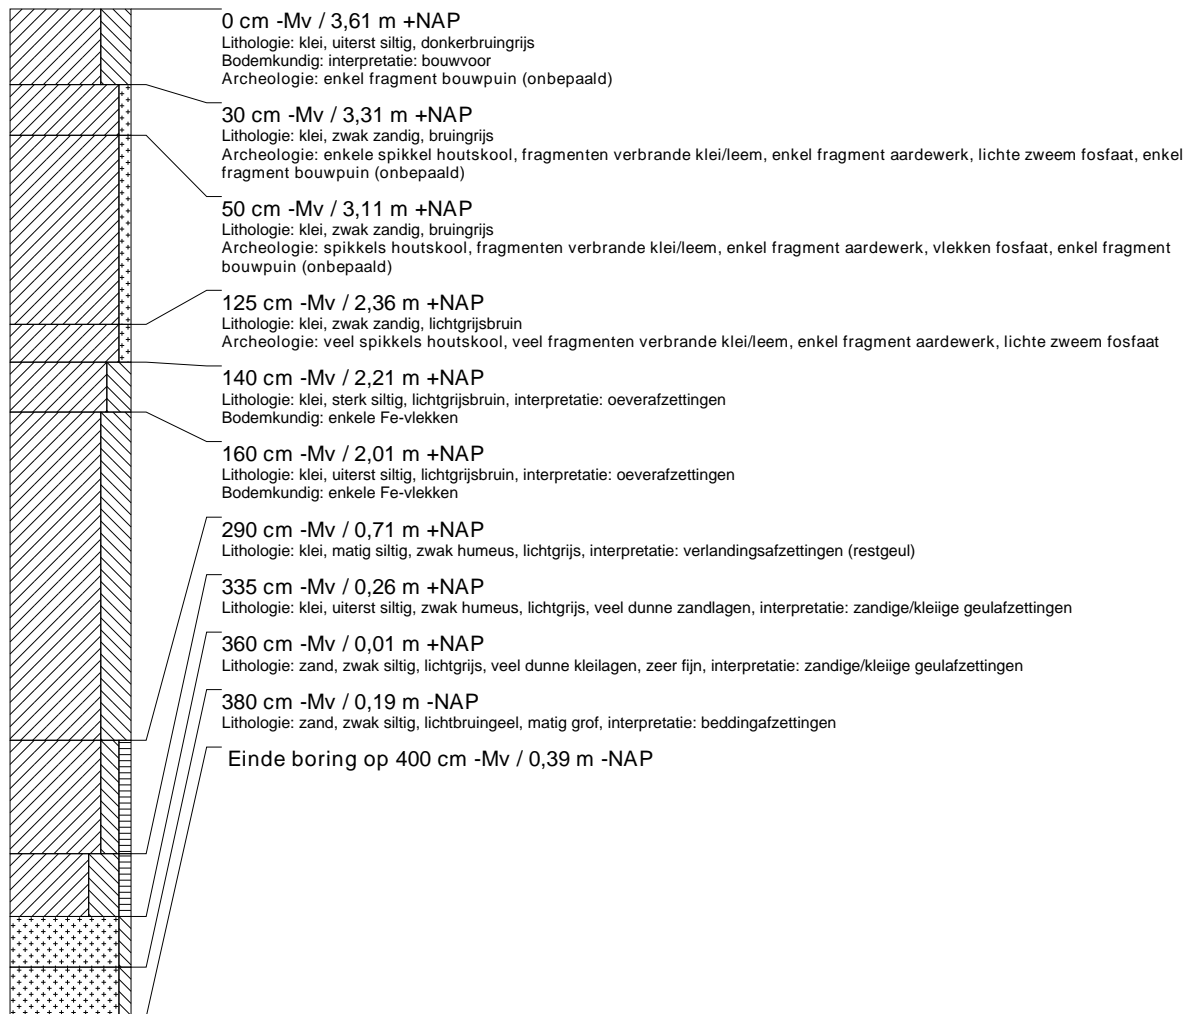 0 cm -Mv / 3,61 m +NAP
Lithologie: klei, uiterst siltig, donkerbruingrijs
Bodemkundig: interpretatie: bouwvoor
Archeologie: enkel fragment bouwpuin (onbepaald)
30 cm -Mv / 3,31 m +NAP
Lithologie: klei, zwak zandig, bruingrijs
Archeologie: enkele spikkel houtskool, fragmenten verbrande klei/leem, enkel fragment aardewerk, lichte zweem fosfaat, enkel
fragment bouwpuin (onbepaald)
50 cm -Mv / 3,11 m +NAP
Lithologie: klei, zwak zandig, bruingrijs
Archeologie: spikkels houtskool, fragmenten verbrande klei/leem, enkel fragment aardewerk, vlekken fosfaat, enkel fragment
bouwpuin (onbepaald)
125 cm -Mv / 2,36 m +NAP
Lithologie: klei, zwak zandig, lichtgrijsbruin
Archeologie: veel spikkels houtskool, veel fragmenten verbrande klei/leem, enkel fragment aardewerk, lichte zweem fosfaat
140 cm -Mv / 2,21 m +NAP
Lithologie: klei, sterk siltig, lichtgrijsbruin, interpretatie: oeverafzettingen
Bodemkundig: enkele Fe-vlekken
160 cm -Mv / 2,01 m +NAP
Lithologie: klei, uiterst siltig, lichtgrijsbruin, interpretatie: oeverafzettingen
Bodemkundig: enkele Fe-vlekken
290 cm -Mv / 0,71 m +NAP
Lithologie: klei, matig siltig, zwak humeus, lichtgrijs, interpretatie: verlandingsafzettingen (restgeul)
335 cm -Mv / 0,26 m +NAP
Lithologie: klei, uiterst siltig, zwak humeus, lichtgrijs, veel dunne zandlagen, interpretatie: zandige/kleiige geulafzettingen
360 cm -Mv / 0,01 m +NAP
Lithologie: zand, zwak siltig, lichtgrijs, veel dunne kleilagen, zeer fijn, interpretatie: zandige/kleiige geulafzettingen
380 cm -Mv / 0,19 m -NAP
Lithologie: zand, zwak siltig, lichtbruingeel, matig grof, interpretatie: beddingafzettingen
Einde boring op 400 cm -Mv / 0,39 m -NAP